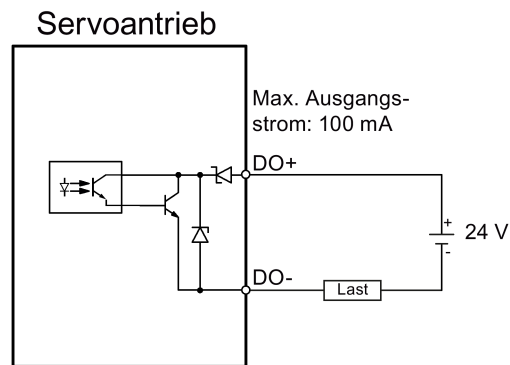 Servoantrieb
Max. Ausgangs-
strom: 100 mA
DO+
+
24 V
-
DO-
Last